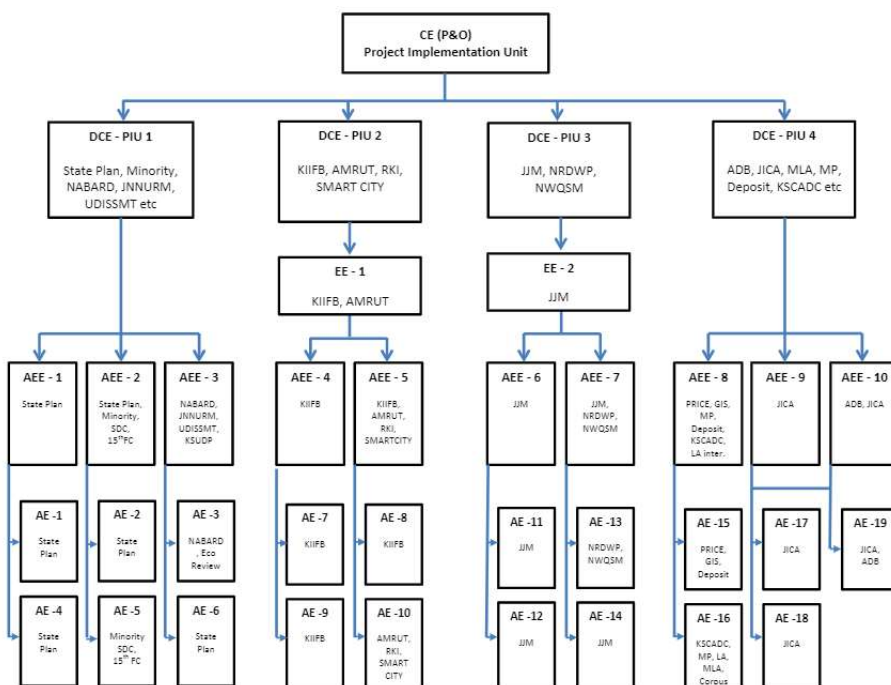 CE (P&O)
Project Implementation Unit
DCE - PIU 1
State Plan, Minority,
NABARD, JNNURM,
UDISSMT etc
DCE - PIU 2
KIIFB, AMRUT, RKI,
SMART CITY
DCE - PIU 3
JJM, NRDWP,
NWQSM
DCE - PIU 4
ADB, JICA, MLA, MP,
Deposit, KSCADC etc
EE - 1
KIIFB, AMRUT
EE - 2
JJM
AEE - 1
State Plan
AEE - 2
State Plan,
Minority,
SDC,
15thFC
AEE - 3
NABARD,
JNNURM,
UDISSMT,
KSUDP
AEE - 4
KIIFB
AEE - 5
KIIFB,
AMRUT,
RKI,
SMARTCITY
AEE - 6
JJM
AEE - 7
JJM,
NRDWP,
NWQSM
AEE - 8
PRICE, GIS,
MP,
Deposit,
KSCADC,
LA inter.
AEE - 9
JICA
AEE - 10
ADB, JICA
AE -1
State
Plan
AE -2
State
Plan
AE -3
NABARD
, Eco
Review
AE -7
KIIFB
AE -8
KIIFB
AE -11
JJM
AE -13
NRDWP,
NWQSM
AE -15
PRICE,
GIS,
Deposit
AE -17
JICA
AE -19
JICA,
ADB
AE -4
State
Plan
AE -5
Minority
SDC,
15th FC
AE -6
State
Plan
AE -9
KIIFB
AE -10
AMRUT,
RKI,
SMART
CITY
AE -12
JJM
AE -14
JJM
AE -16
KSCADC,
MP, LA,
MLA,
Corpus
AE -18
JICA